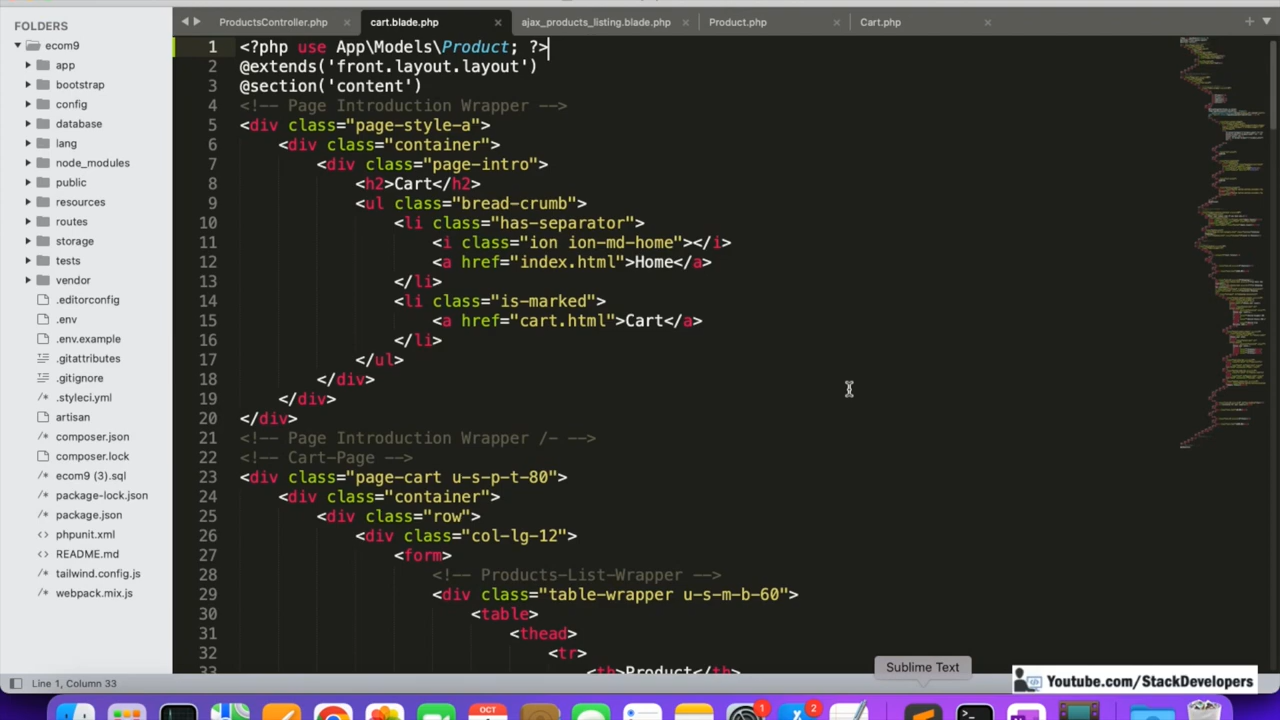 FOLDERS
ecom9
app
bootstrap
config
database
lang
node_modules
public
resources
routes
storage
tests
vendor
.editorconfig
.env
.env.example
.gitattributes
.gitignore
.styleci.yml
artisan
composer.json
composer.lock
ecom9 (3).sql
package-lock.json
package.json
phpunit.xml
README.md
tailwind.config.js
webpack.mix.js
ProductsController.php
cart.blade.php
ajax_products_listing.blade.php
Product.php
Cart.php
1 <?php use App\Models\Product; ?>
2 @extends('front.layout.layout')
3 @section('content')
4 <!-- Page Introduction Wrapper -->
5 <div class="page-style-a">
6 <div class="container">
7 <div class="page-intro">
8 <h2>Cart</h2>
9 <ul class="bread-crumb">
10 <li class="has-separator">
11 <i class="ion ion-md-home"></i>
12 <a href="index.html">Home</a>
13 </li>
14 <li class="is-marked">
15 <a href="cart.html">Cart</a>
16 </li>
17 </ul>
18 </div>
19 </div>
20 </div>
21 <!-- Page Introduction Wrapper /- -->
22 <!-- Cart-Page -->
23 <div class="page-cart u-s-p-t-80">
24 <div class="container">
25 <div class="row">
26 <div class="col-lg-12">
27 <form>
28 <!-- Products-List-Wrapper -->
29 <div class="table-wrapper u-s-m-b-60">
30 <table>
31 <thead>
32 <tr>
33 <th>Product</th>
Sublime Text
Line 1, Column 33
Youtube.com/StackDevelopers
OCT
1
2